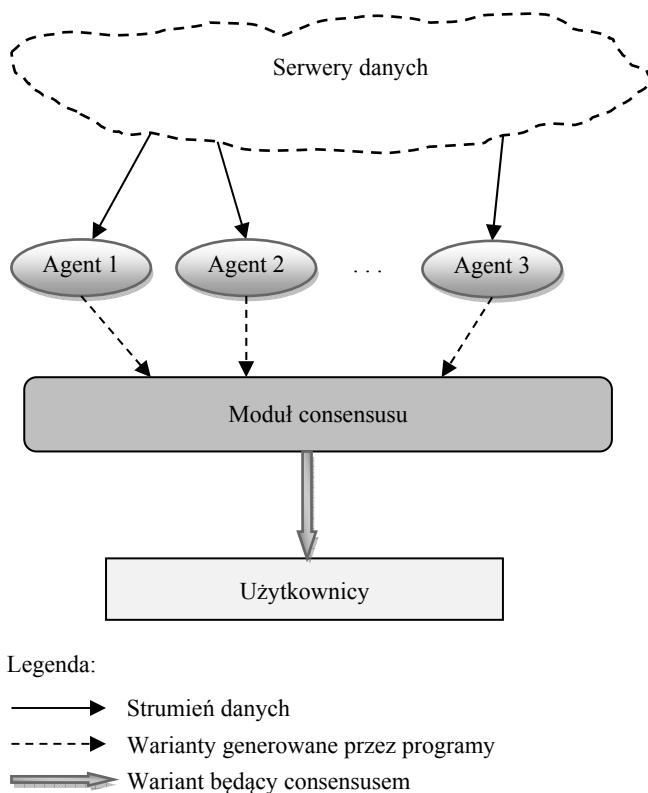 Serwery danych
Agent 1
Agent 2
. . .
Agent 3
Moduł consensusu
Użytkownicy
Legenda:
Strumień danych
Warianty generowane przez programy
Wariant będący consensusem